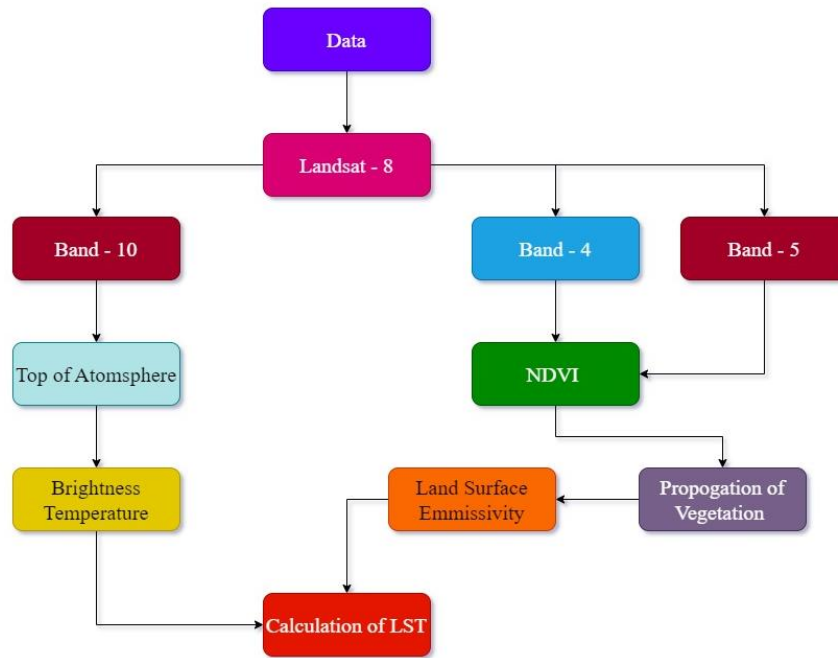 Data
Landsat - 8
Band - 10
Band - 4
Band - 5
Top of Atomsphere
NDVI
Brightness
Temperature
Land Surface
Emmissivity
Propogation of
Vegetation
Calculation of LST